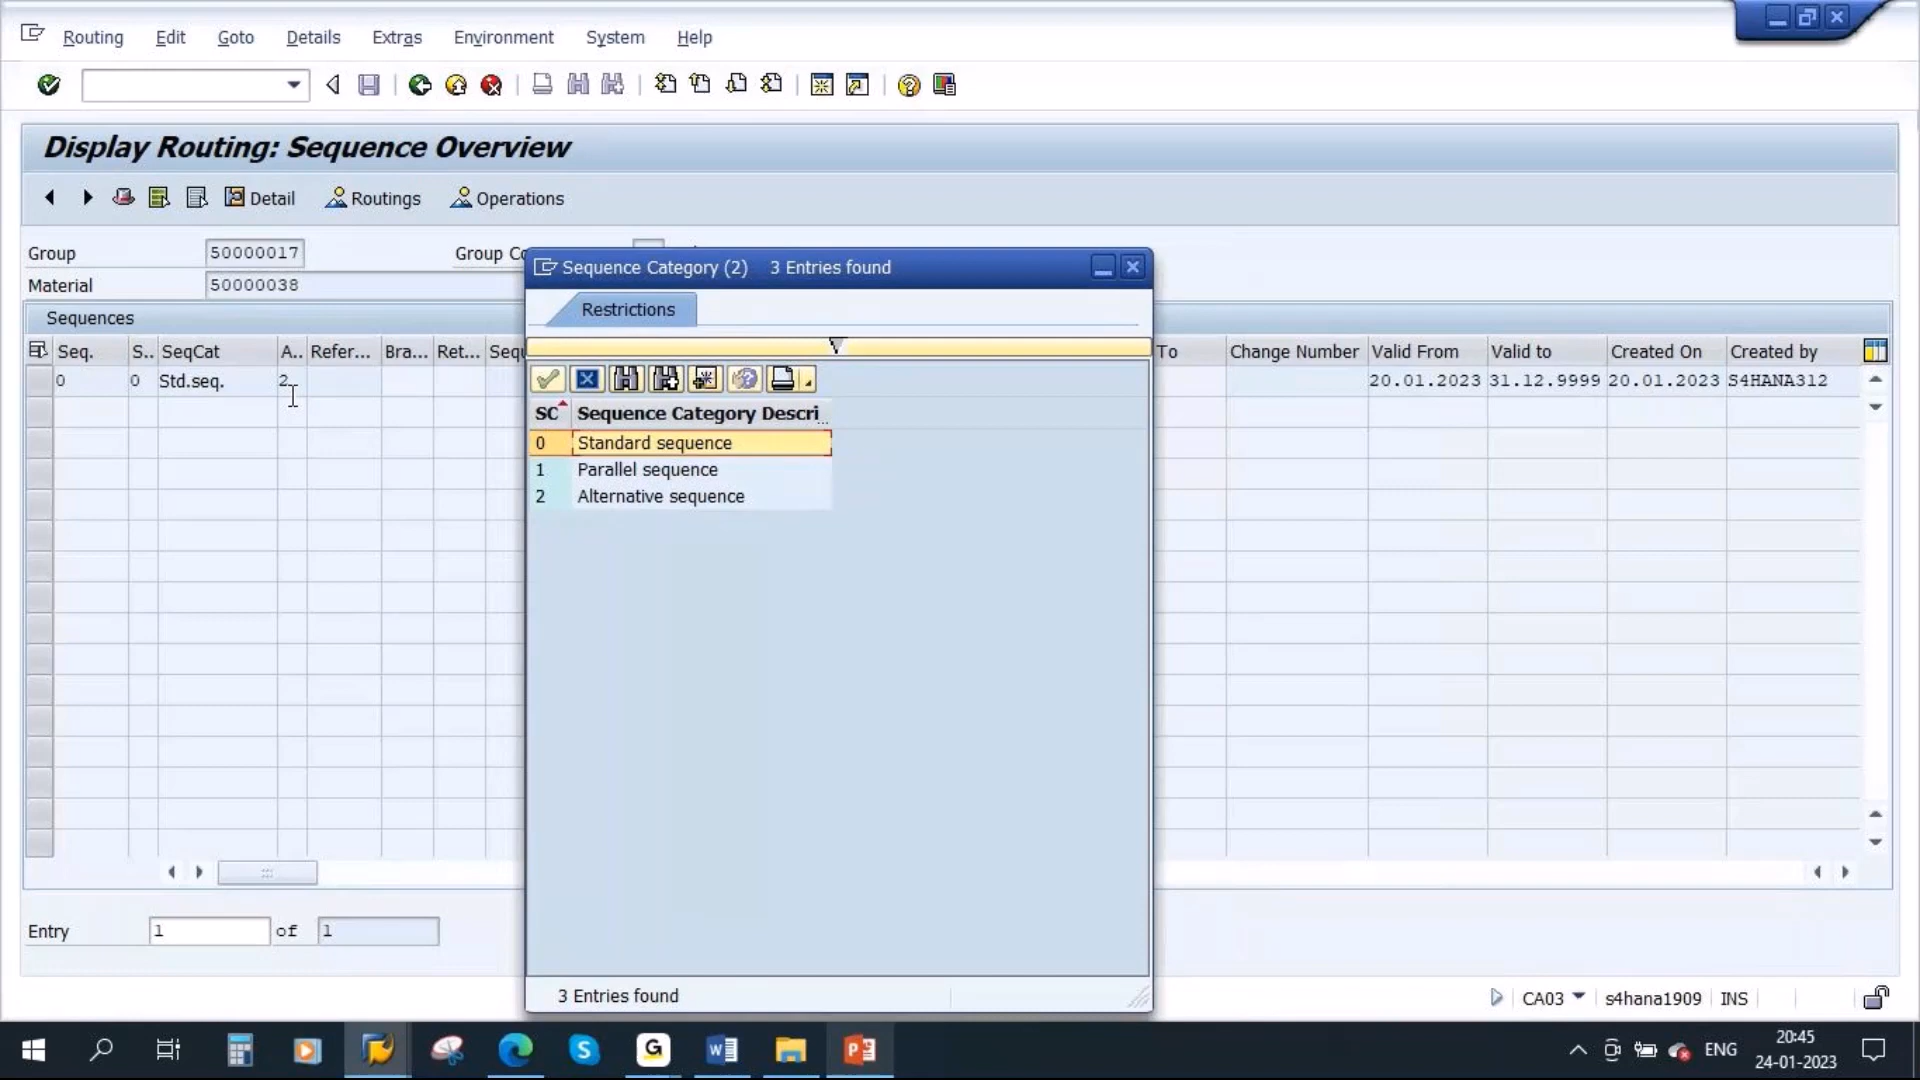 Routing Edit Goto Details Extras Environment System Help
Display Routing: Sequence Overview
Detail Routings Operations
Group 50000017 Group Co
Material 50000038
Sequences
Seq. S.. SeqCat A.. Refer... Bra... Ret... Sequ To Change Number Valid From Valid to Created On Created by
0 0 Std.seq. 2 20.01.2023 31.12.9999 20.01.2023 S4HANA312
Sequence Category (2) 3 Entries found
Restrictions
SC Sequence Category Descri...
0 Standard sequence
1 Parallel sequence
2 Alternative sequence
3 Entries found
Entry 1 of 1
CA03 s4hana1909 INS
ENG 20:45
24-01-2023